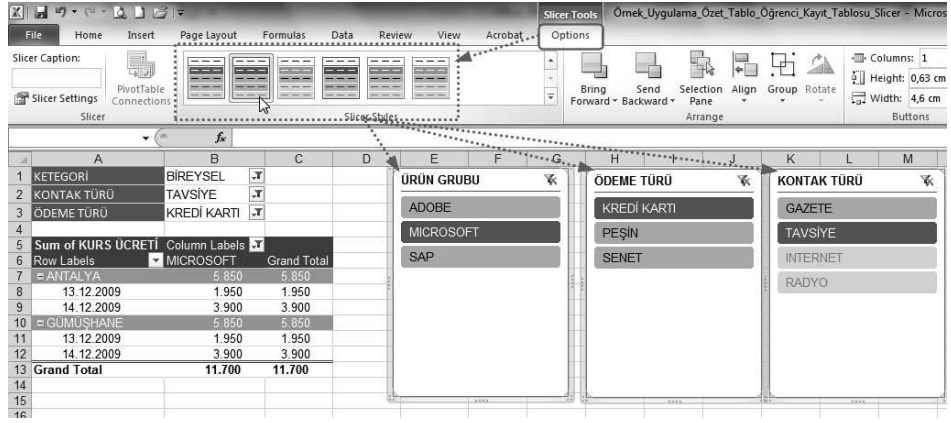 Slicer Tools Örnek_Uygulama_Özet_Tablo_Öğrenci_Kayıt_Tablosu_Slicer - Micros
File Home Insert Page Layout Formulas Data Review View Acrobat Options
Slicer Caption:
Slicer Settings
PivotTable
Connections
Slicer
Slicer Styles
Bring
Forward
Send
Backward
Selection
Pane
Align
Group
Rotate
Arrange
Columns: 1
Height: 0,63 cm
Width: 4,6 cm
Buttons
fx
A B C D E F G H I J K L M
1 KETEGORİ BİREYSEL
2 KONTAK TÜRÜ TAVSİYE
3 ÖDEME TÜRÜ KREDİ KARTI
4
5 Sum of KURS ÜCRETİ Column Labels
6 Row Labels MICROSOFT Grand Total
7 ANTALYA 5.850 5.850
8 13.12.2009 1.950 1.950
9 14.12.2009 3.900 3.900
10 GÜMÜŞHANE 5.850 5.850
11 13.12.2009 1.950 1.950
12 14.12.2009 3.900 3.900
13 Grand Total 11.700 11.700
14
15
16
ÜRÜN GRUBU
ADOBE
MICROSOFT
SAP
ÖDEME TÜRÜ
KREDİ KARTI
PEŞİN
SENET
KONTAK TÜRÜ
GAZETE
TAVSİYE
INTERNET
RADYO